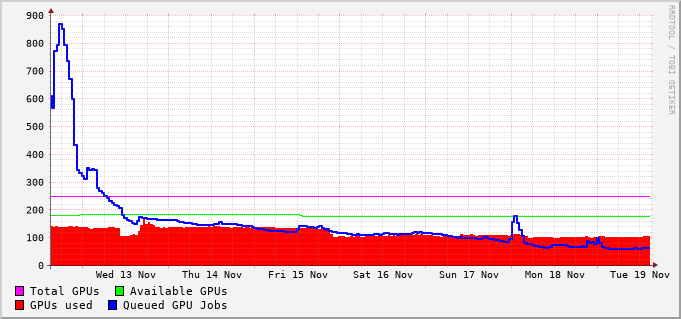 900
800
700
600
500
400
300
200
100
0
Wed 13 Nov Thu 14 Nov Fri 15 Nov Sat 16 Nov Sun 17 Nov Mon 18 Nov Tue 19 Nov
Total GPUs Available GPUs
GPUs used Queued GPU Jobs
RRDTOOL / TOBI OETIKER